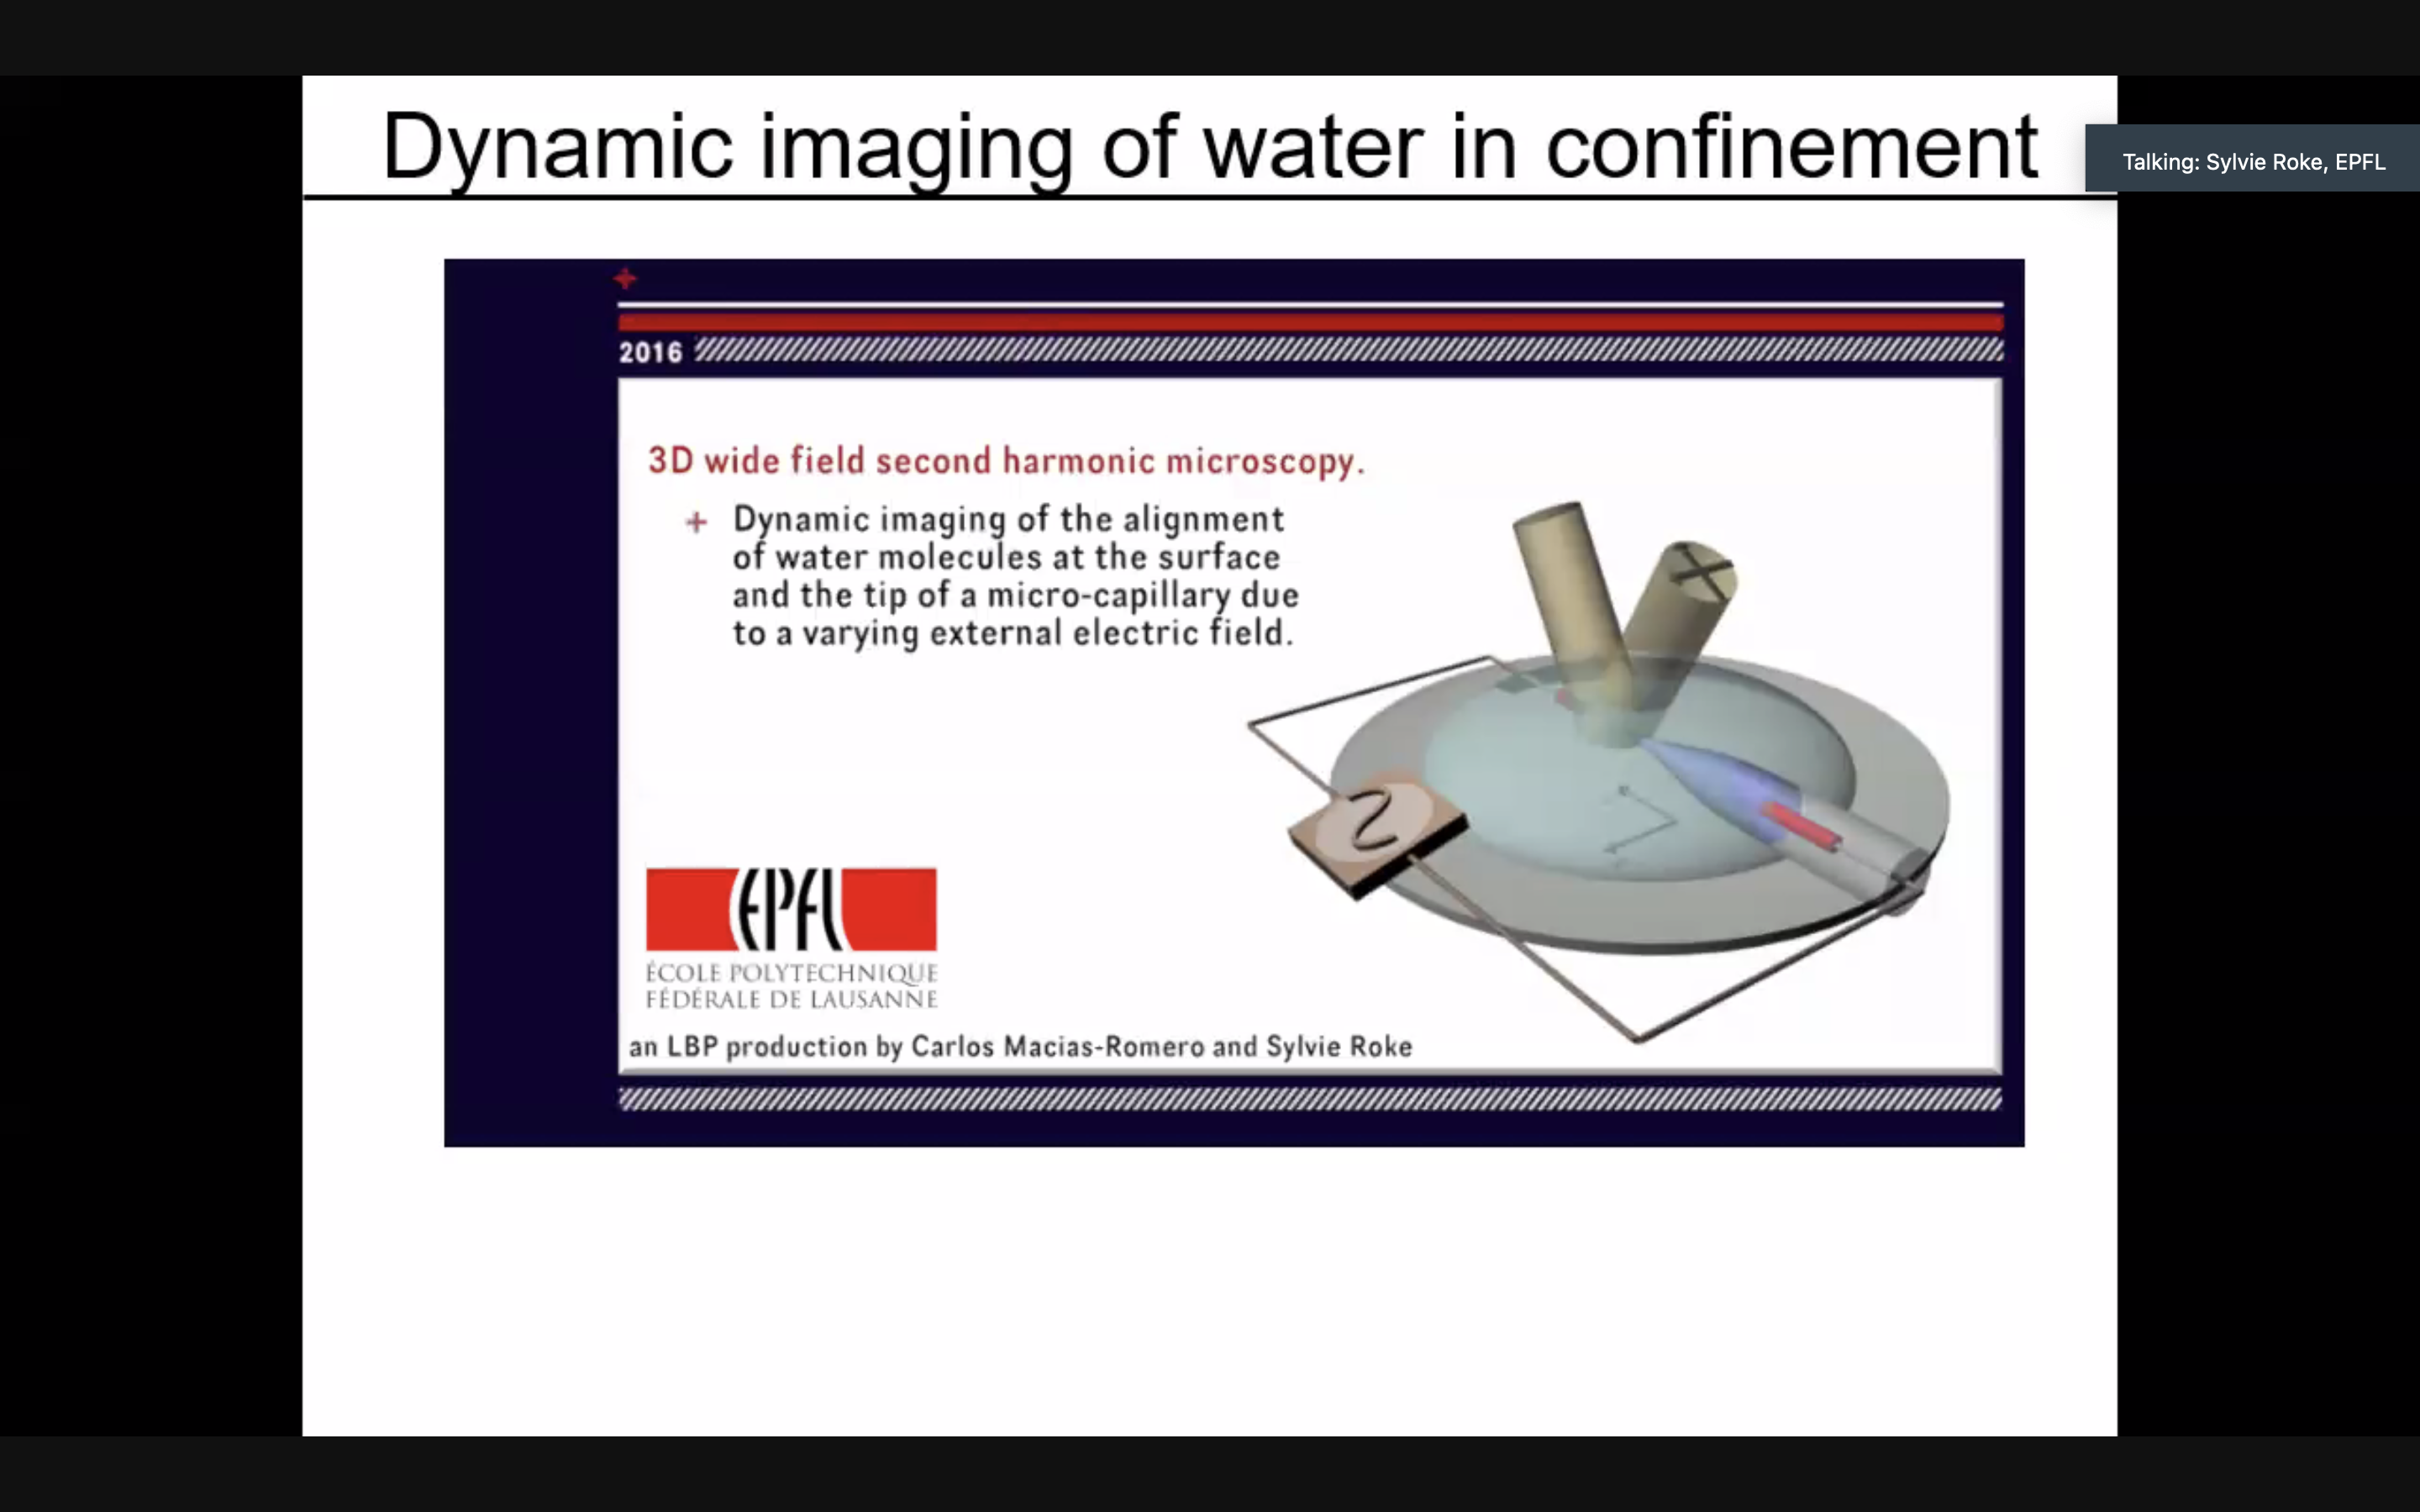 Dynamic imaging of water in confinement
Talking: Sylvie Roke, EPFL
2016
3D wide field second harmonic microscopy.
+ Dynamic imaging of the alignment
of water molecules at the surface
and the tip of a micro-capillary due
to a varying external electric field.
EPFL
ÉCOLE POLYTECHNIQUE
FÉDÉRALE DE LAUSANNE
an LBP production by Carlos Macias-Romero and Sylvie Roke